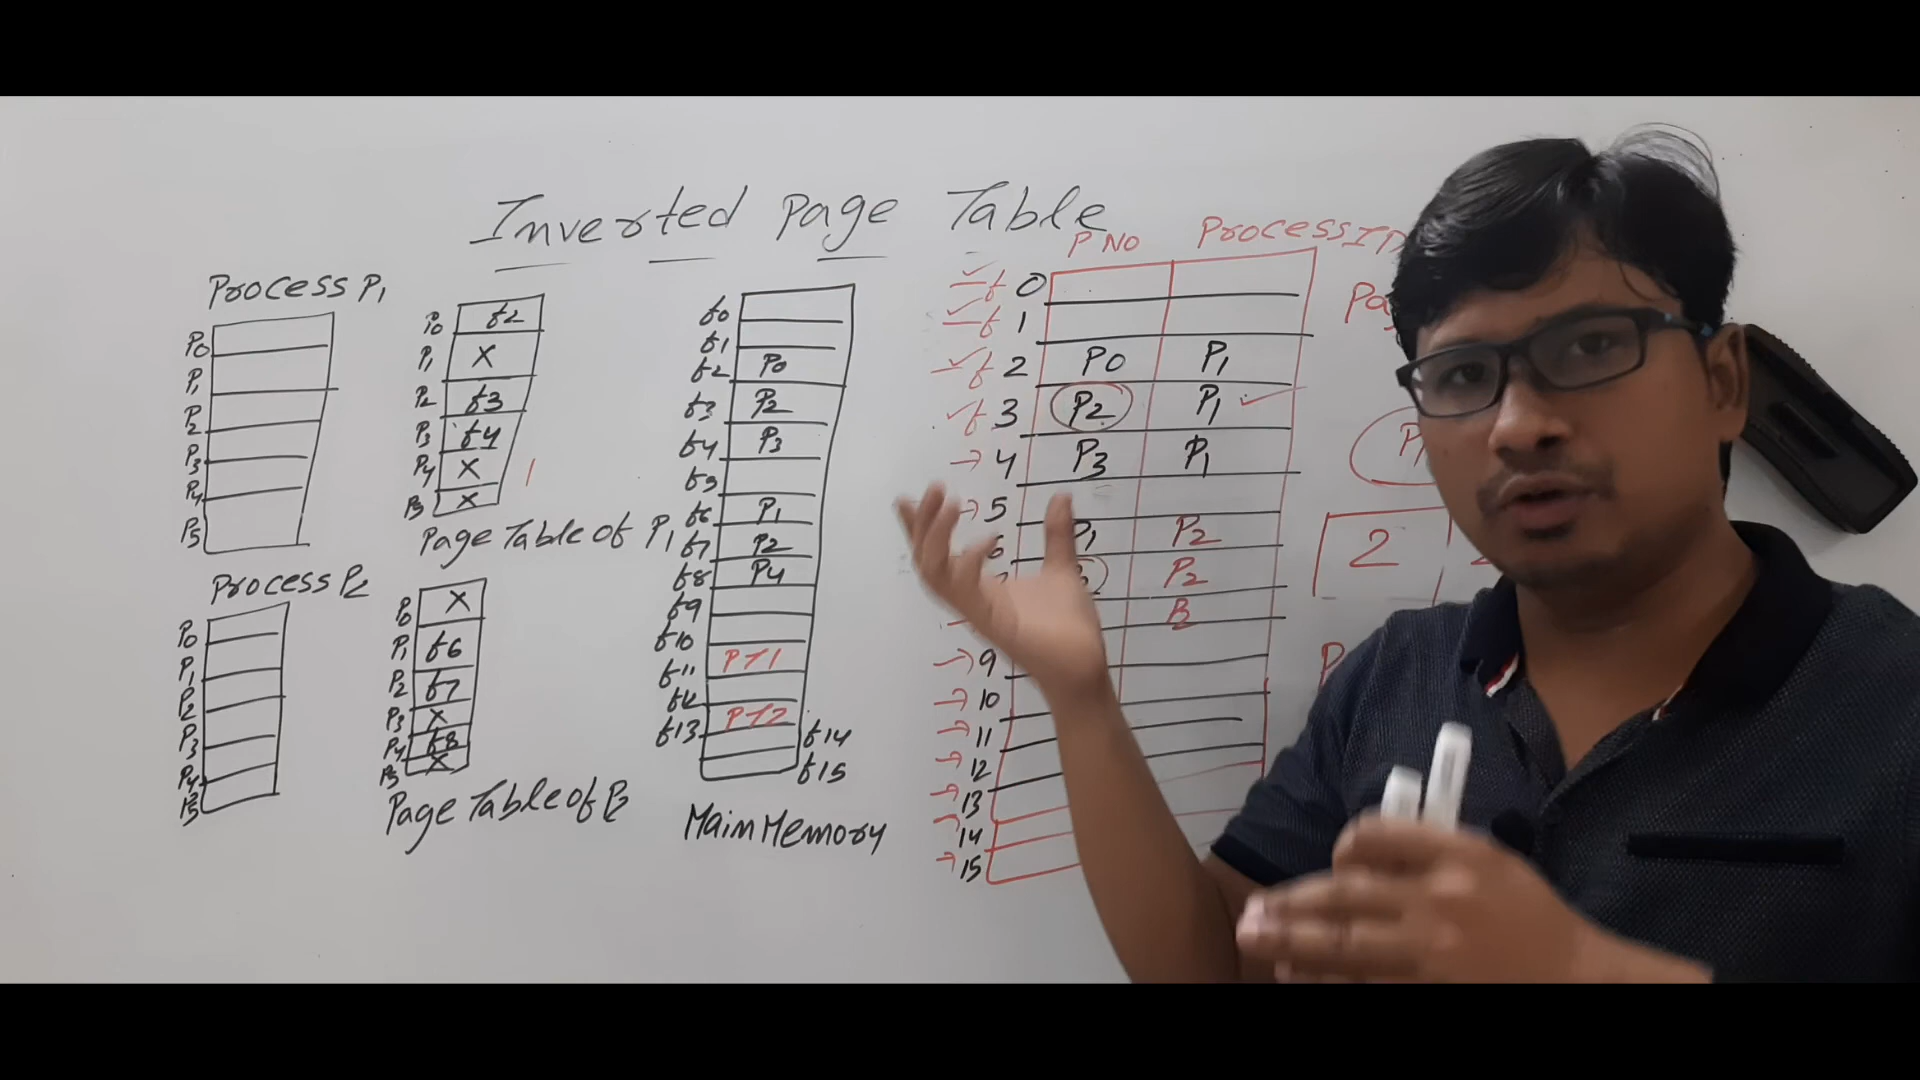 Inverted Page Table
Process P1
P0
P1
P2
P3
P4
P5
P0 f2
P1 X
P2 f3
P3 f4
P4 X
P5 X
Page Table of P1
Process P2
P0
P1
P2
P3
P4
P5
P0 X
P1 f6
P2 f7
P3 X
P4 f8
P5 X
Page Table of P2
f0
f1
f2 P0
f3 P2
f4 P3
f5
f6 P1
f7 P2
f8 P4
f9
f10
f11 PT1
f12
f13 PT2
f14
f15
Main Memory
P NO Process
f 0
f 1
f 2 P0 P1
f 3 P2 P1
4 P3 P1
5
6 P1 P2
P2
P2
9
10
11
12
13
14
15
2